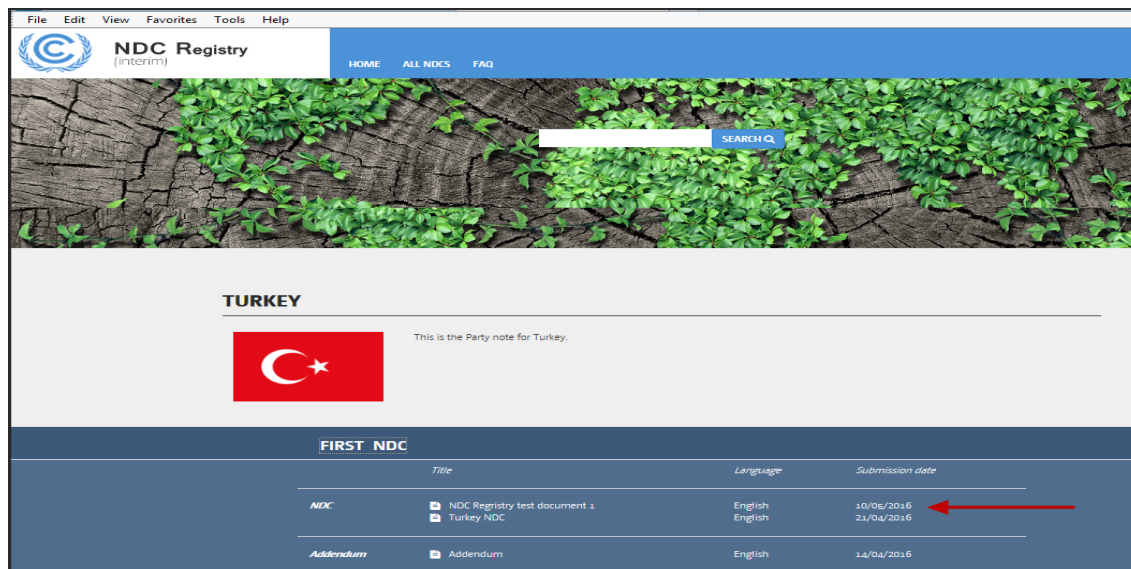 File Edit View Favorites Tools Help
NDC Registry
(interim)
HOME ALL NDCS FAQ
SEARCH
TURKEY
This is the Party note for Turkey.
FIRST NDC
Title Language Submission date
NDC NDC Regristry test document 1 English 10/05/2016
Turkey NDC English 21/04/2016
Addendum Addendum English 14/04/2016